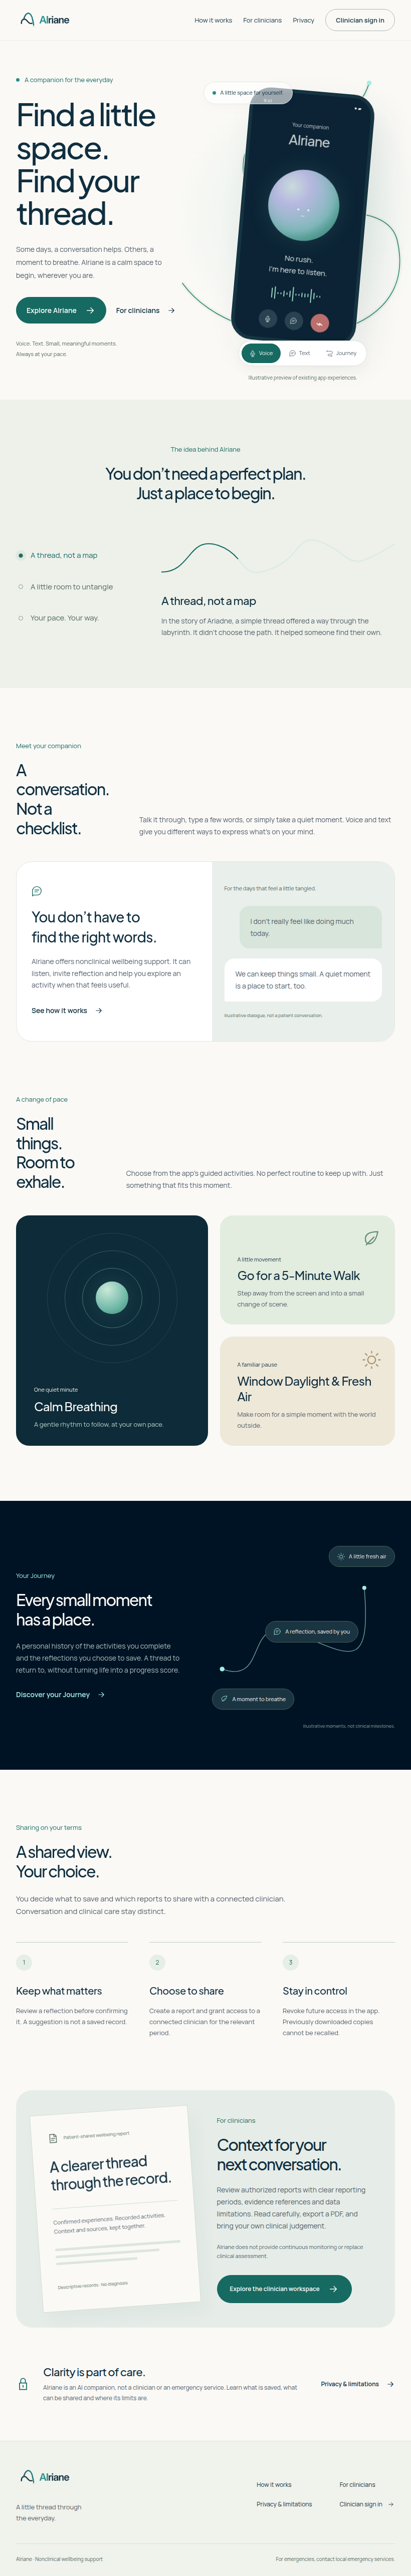 AIriane
How it works
For clinicians
Privacy
Clinician sign in
A companion for the everyday
Find a little
space.
Find your
thread.
Some days, a conversation helps. Others, a
moment to breathe. AIriane is a calm space to
begin, wherever you are.
Explore AIriane
For clinicians
Voice. Text. Small, meaningful moments.
Always at your pace.
A little space for yourself.
Your companion
AIriane
No rush.
I'm here to listen.
Voice
Text
Journey
Illustrative preview of existing app experiences.
The idea behind AIriane
You don't need a perfect plan.
Just a place to begin.
A thread, not a map
A little room to untangle
Your pace. Your way.
A thread, not a map
In the story of Ariadne, a simple thread offered a way through the
labyrinth. It didn't choose the path. It helped someone find their own.
Meet your companion
A
conversation.
Not a
checklist.
Talk it through, type a few words, or simply take a quiet moment. Voice and text
give you different ways to express what's on your mind.
You don't have to
find the right words.
AIriane offers nonclinical wellbeing support. It can
listen, invite reflection and help you explore an
activity when that feels useful.
See how it works
For the days that feel a little tangled.
I don't really feel like doing much
today.
We can keep things small. A quiet moment
is a place to start, too.
Illustrative dialogue, not a patient conversation.
A change of pace
Small
things.
Room to
exhale.
Choose from the app's guided activities. No perfect routine to keep up with. Just
something that fits this moment.
One quiet minute
Calm Breathing
A gentle rhythm to follow, at your own pace.
A little movement
Go for a 5-Minute Walk
Step away from the screen and into a small
change of scene.
A familiar pause
Window Daylight & Fresh
Air
Make room for a simple moment with the world
outside.
Your Journey
Every small moment
has a place.
A personal history of the activities you complete
and the reflections you choose to save. A thread to
return to, without turning life into a progress score.
Discover your Journey
A little fresh air
A reflection, saved by you
A moment to breathe
Illustrative moments, not clinical milestones.
Sharing on your terms
A shared view.
Your choice.
You decide what to save and which reports to share with a connected clinician.
Conversation and clinical care stay distinct.
1
Keep what matters
Review a reflection before confirming
it. A suggestion is not a saved record.
2
Choose to share
Create a report and grant access to a
connected clinician for the relevant
period.
3
Stay in control
Revoke future access in the app.
Previously downloaded copies
cannot be recalled.
Patient-shared wellbeing report
A clearer thread
through the record.
Confirmed experiences. Recorded activities.
Context and sources, kept together.
Descriptive records · No diagnosis
For clinicians
Context for your
next conversation.
Review authorized reports with clear reporting
periods, evidence references and data
limitations. Read carefully, export a PDF, and
bring your own clinical judgement.
AIriane does not provide continuous monitoring or replace
clinical assessment.
Explore the clinician workspace
Clarity is part of care.
AIriane is an AI companion, not a clinician or an emergency service. Learn what is saved, what
can be shared and where its limits are.
Privacy & limitations
AIriane
A little thread through
the everyday.
How it works
For clinicians
Privacy & limitations
Clinician sign in
AIriane · Nonclinical wellbeing support
For emergencies, contact local emergency services.